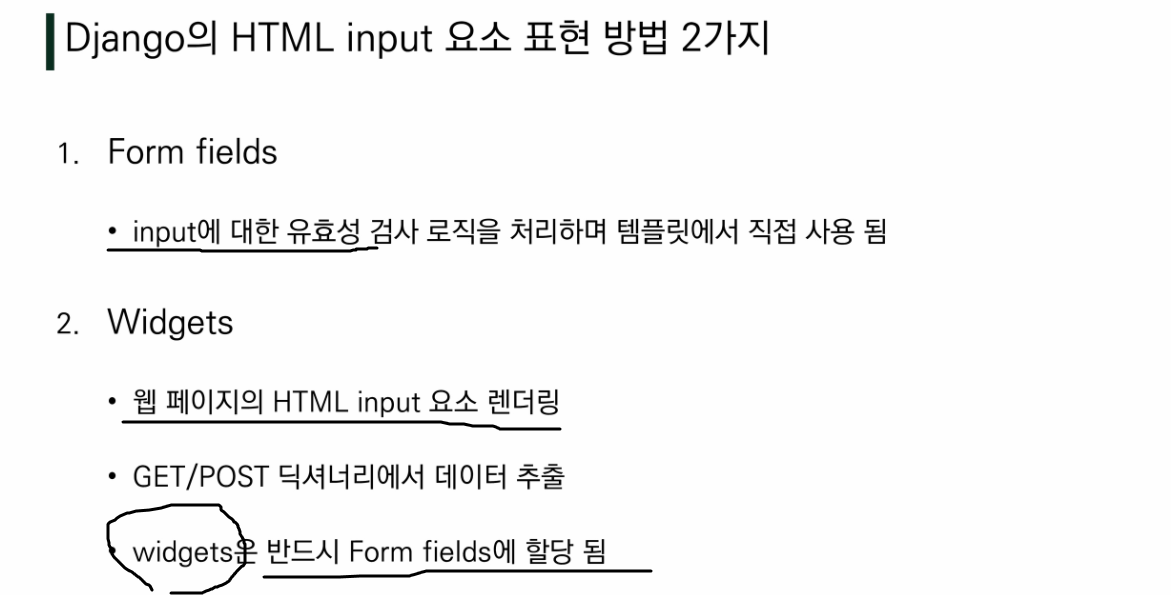 Django의 HTML input 요소 표현 방법 2가지
1. Form fields
• input에 대한 유효성 검사 로직을 처리하며 템플릿에서 직접 사용 됨
2. Widgets
• 웹 페이지의 HTML input 요소 렌더링
• GET/POST 딕셔너리에서 데이터 추출
• widgets은 반드시 Form fields에 할당 됨